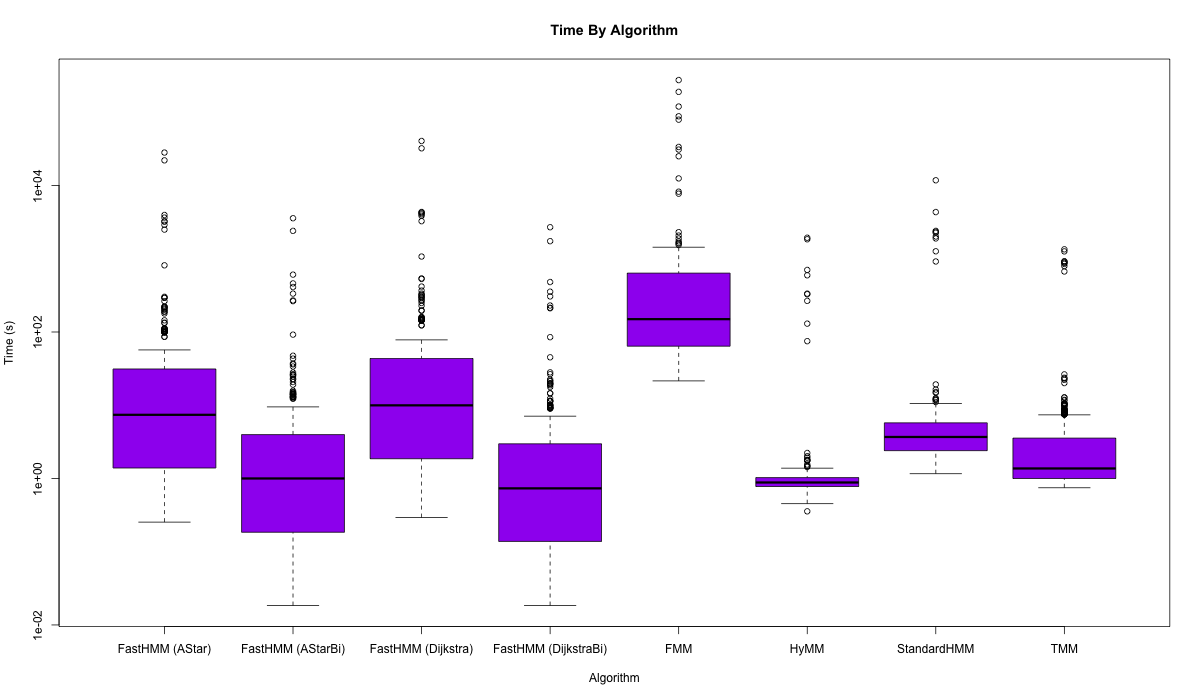 Time By Algorithm
Time (s)
1e+04
1e+02
1e+00
1e-02
FastHMM (AStar) FastHMM (AStarBi) FastHMM (Dijkstra) FastHMM (DijkstraBi) FMM HyMM StandardHMM TMM
Algorithm